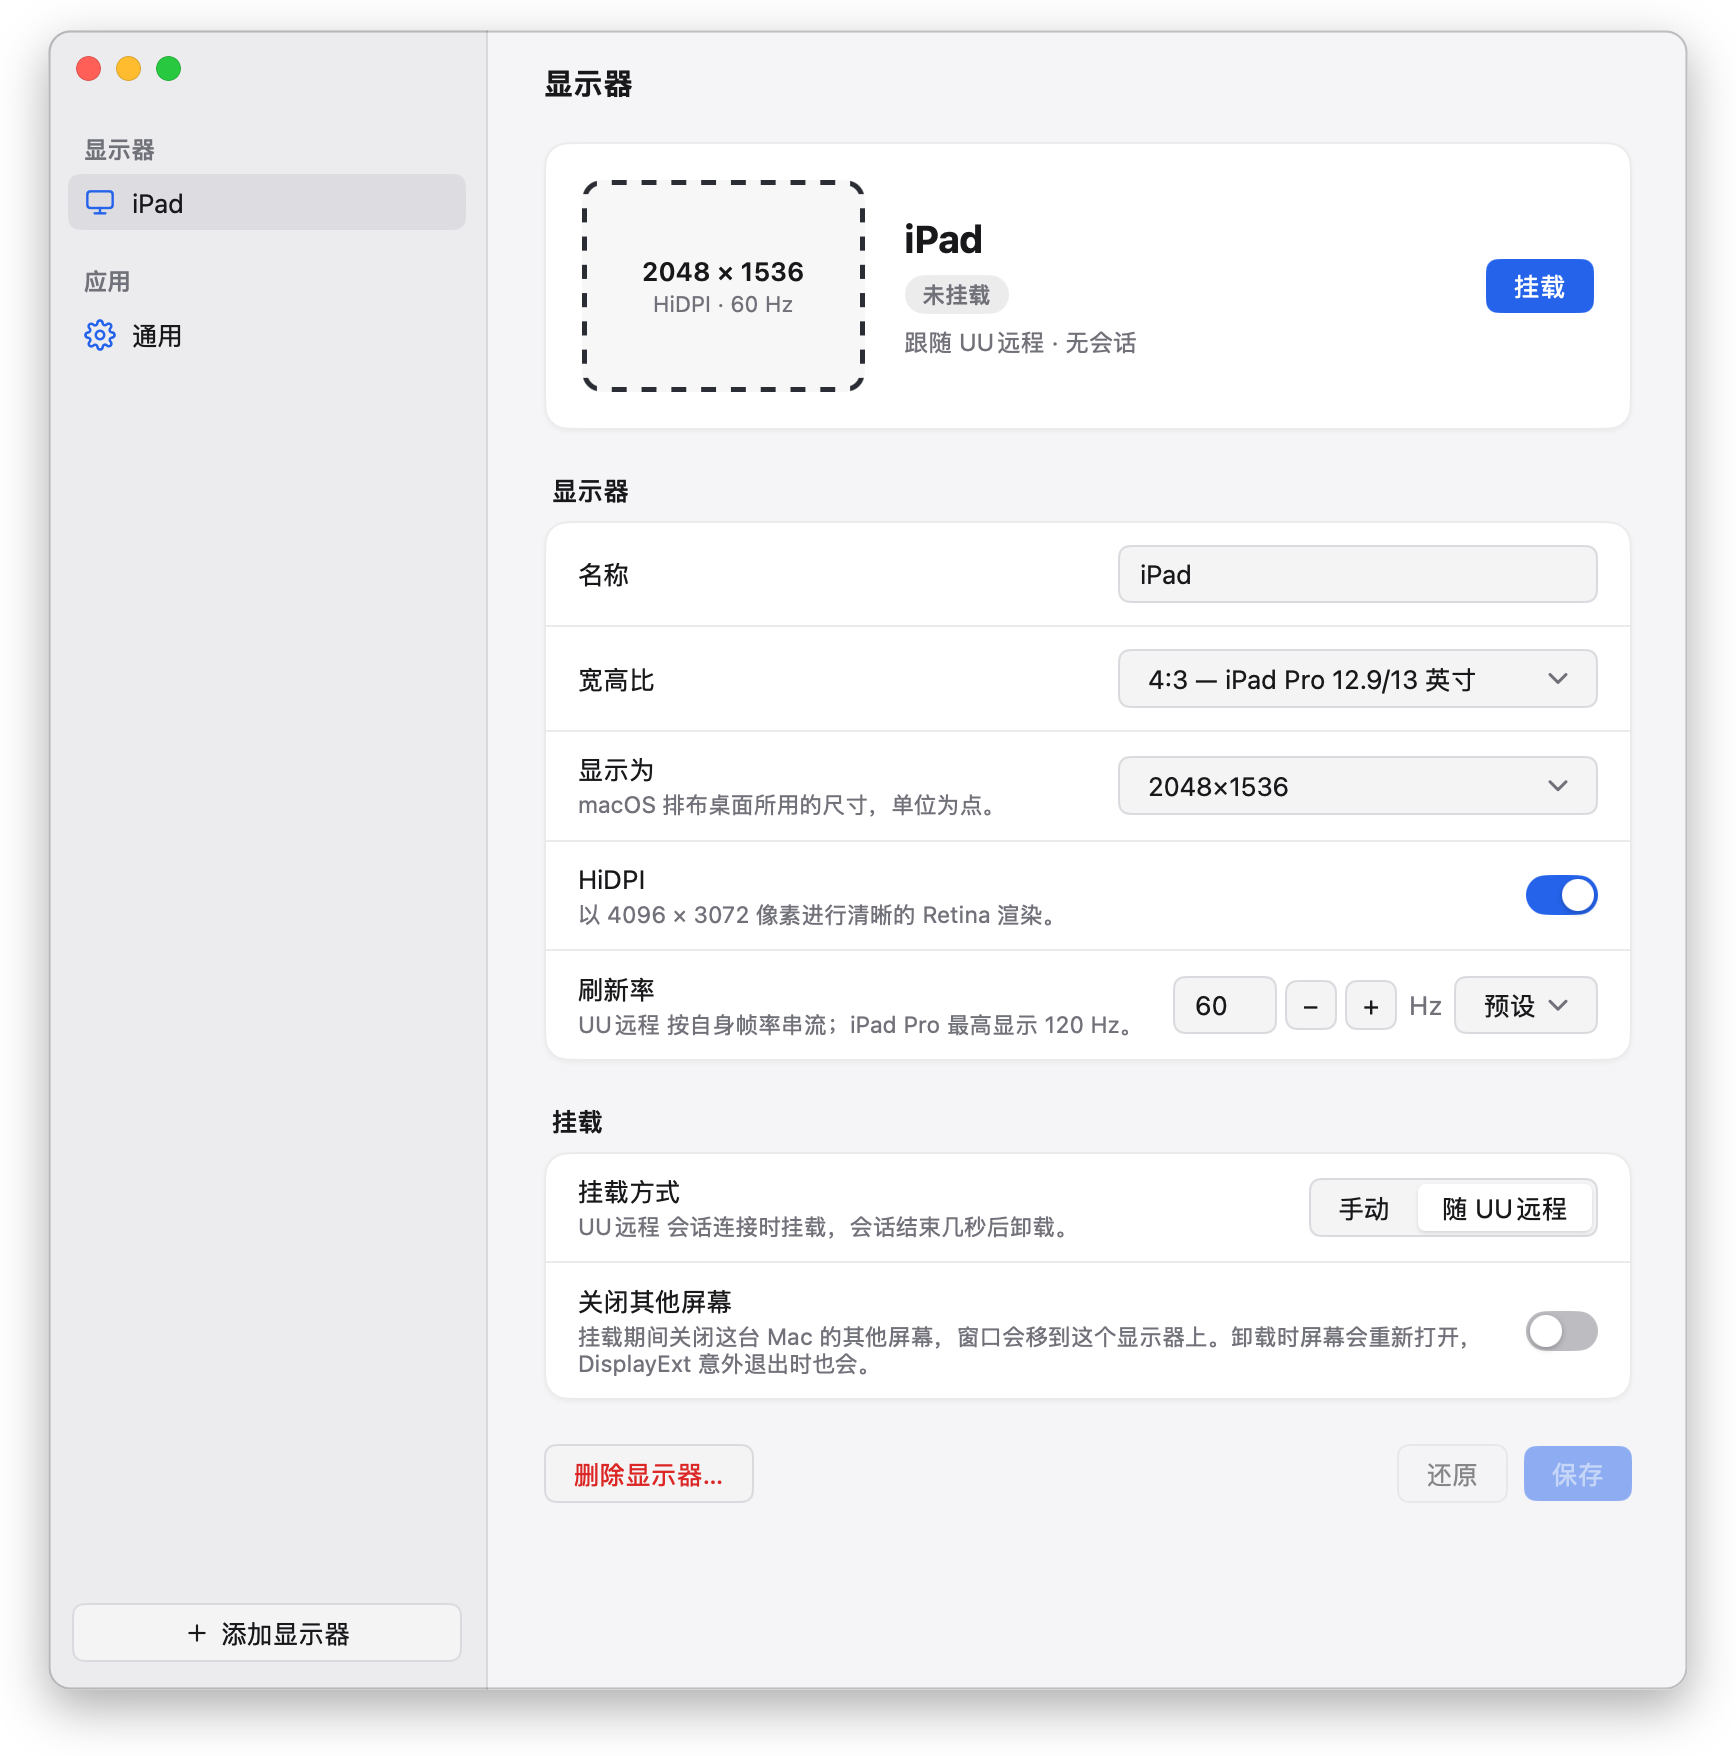 显示器
iPad
应用
通用
+ 添加显示器
显示器
2048 × 1536
HiDPI · 60 Hz
iPad
未挂载
跟随 UU远程 · 无会话
挂载
显示器
名称
iPad
宽高比
4:3 — iPad Pro 12.9/13 英寸
显示为
macOS 排布桌面所用的尺寸，单位为点。
2048×1536
HiDPI
以 4096 × 3072 像素进行清晰的 Retina 渲染。
刷新率
UU远程 按自身帧率串流；iPad Pro 最高显示 120 Hz。
60 − + Hz 预设
挂载
挂载方式
UU远程 会话连接时挂载，会话结束几秒后卸载。
手动 随 UU远程
关闭其他屏幕
挂载期间关闭这台 Mac 的其他屏幕，窗口会移到这个显示器上。卸载时屏幕会重新打开，
DisplayExt 意外退出时也会。
删除显示器...
还原 保存